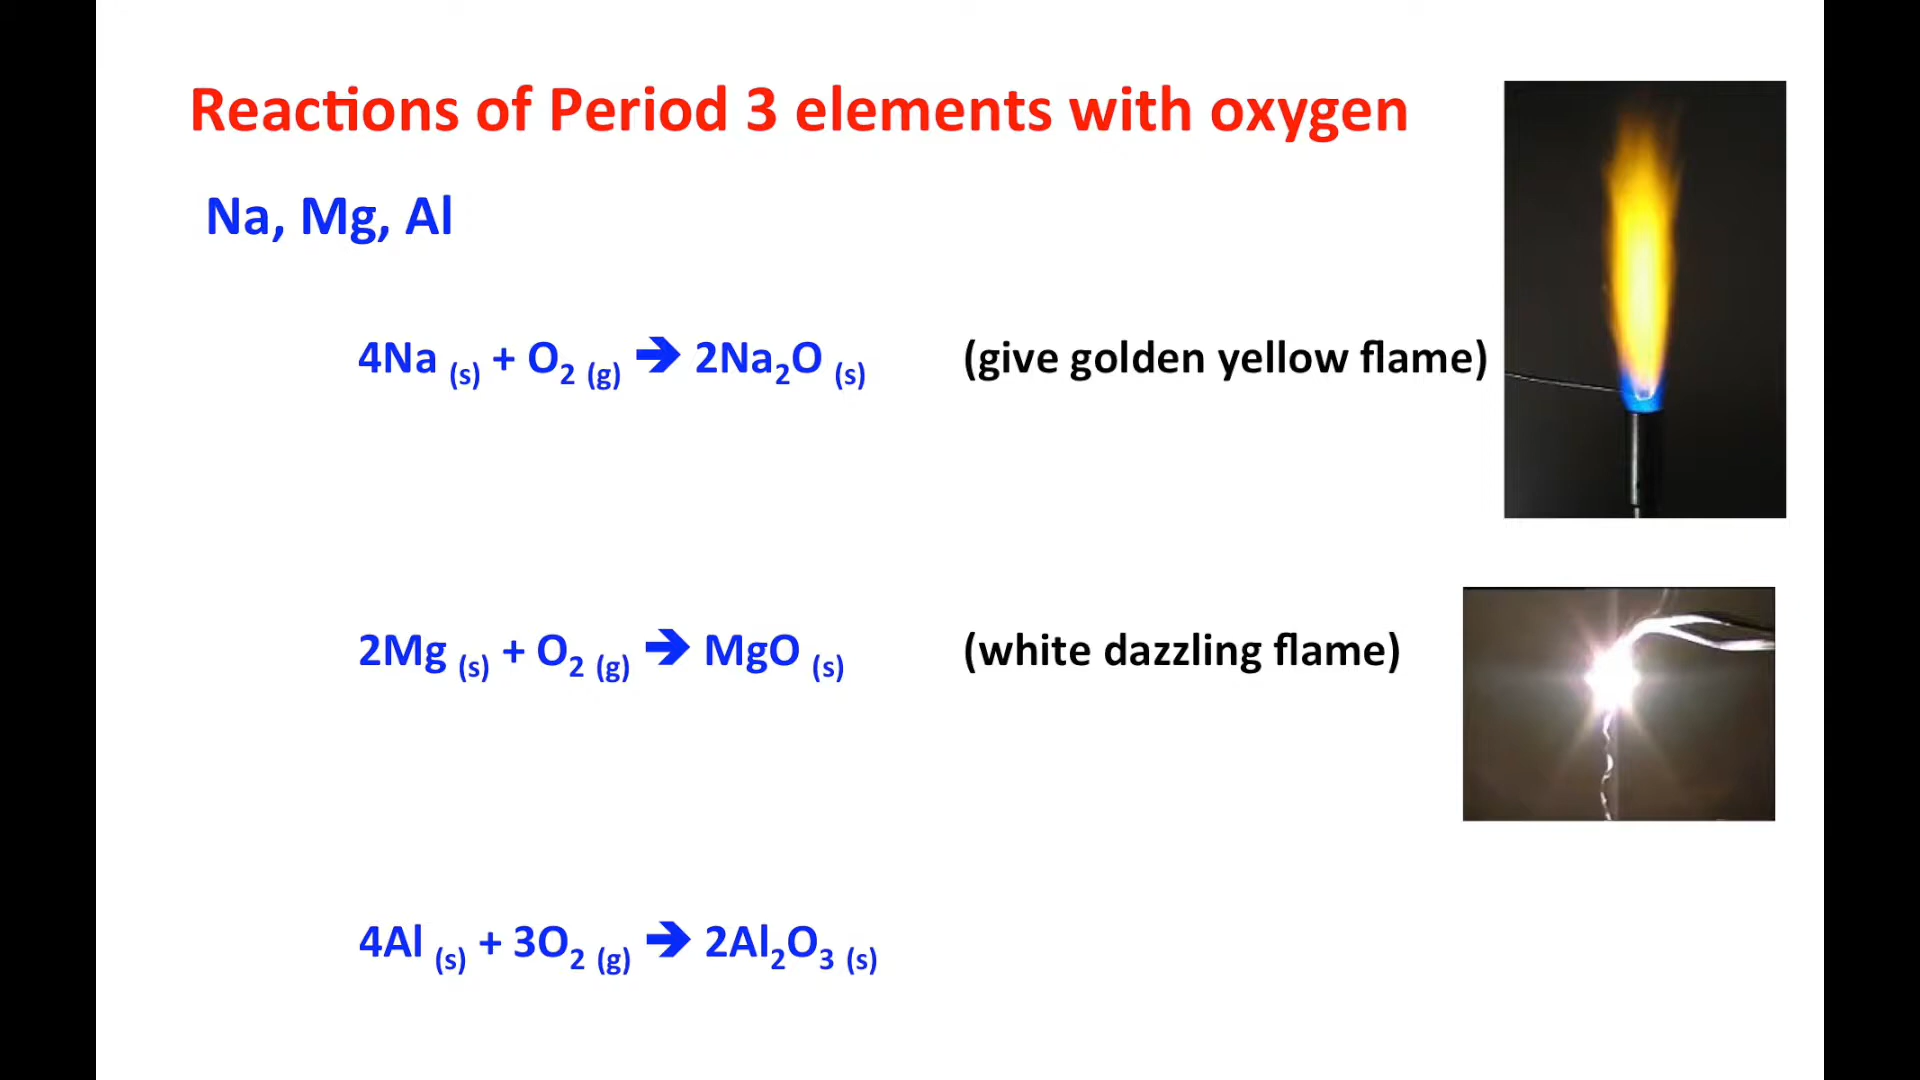 Reactions of Period 3 elements with oxygen
Na, Mg, Al
4Na (s) + O2 (g) 🡺 2Na2O (s) (give golden yellow flame)
2Mg (s) + O2 (g) 🡺 MgO (s) (white dazzling flame)
4Al (s) + 3O2 (g) 🡺 2Al2O3 (s)